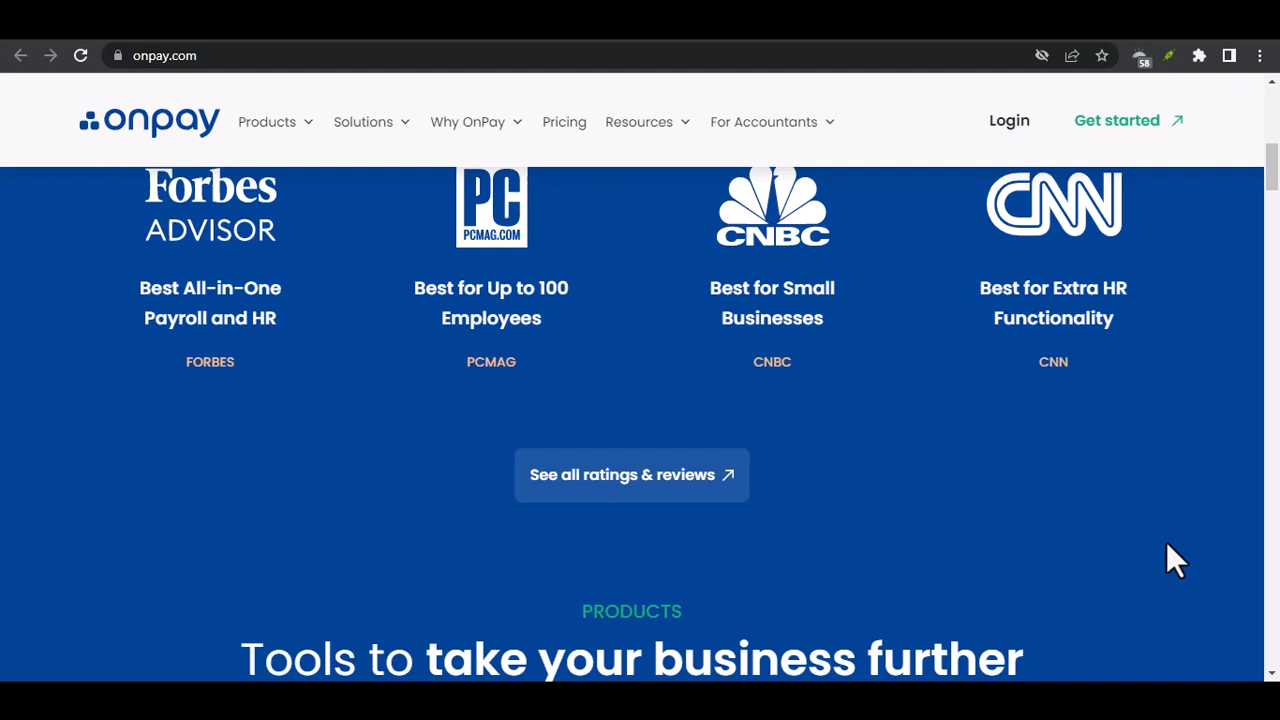 onpay.com
58
onpay
Products
Solutions
Why OnPay
Pricing
Resources
For Accountants
Login
Get started
Forbes
ADVISOR
PC
PCMAG.COM
CNBC
CNN
Best All-in-One
Payroll and HR
FORBES
Best for Up to 100
Employees
PCMAG
Best for Small
Businesses
CNBC
Best for Extra HR
Functionality
CNN
See all ratings & reviews
PRODUCTS
Tools to take your business further